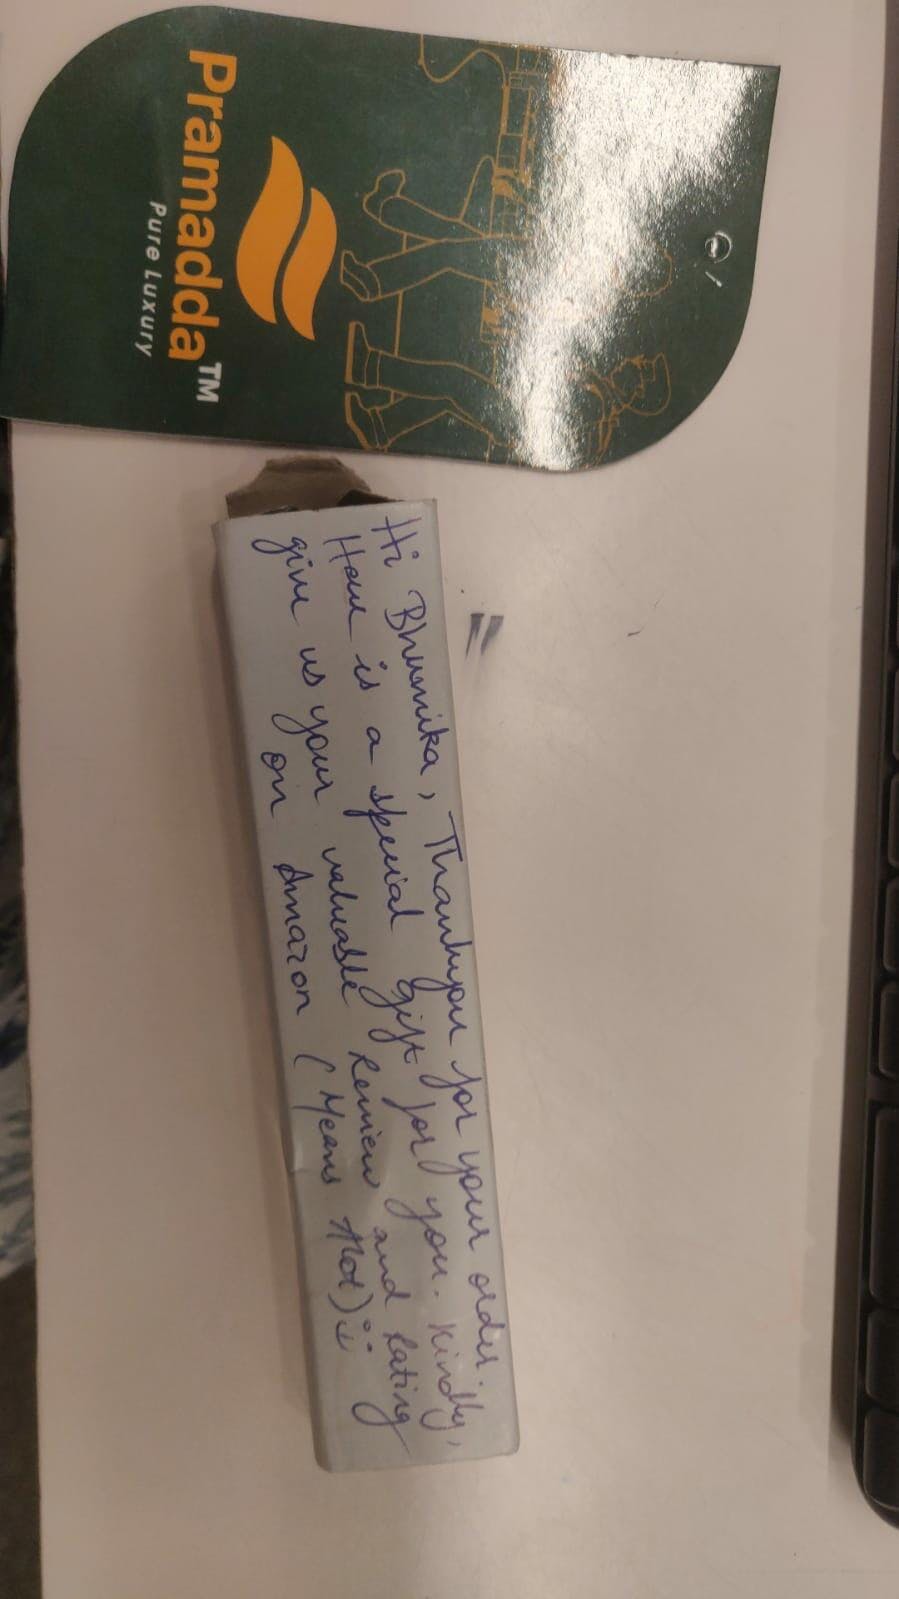 Pramadda™
Pure Luxury
Hi Bhumika, Thankyou for your order.
Here is a special gift for you. Kindly,
give us your valuable Review and Rating
on Amazon (Means Alot) :)